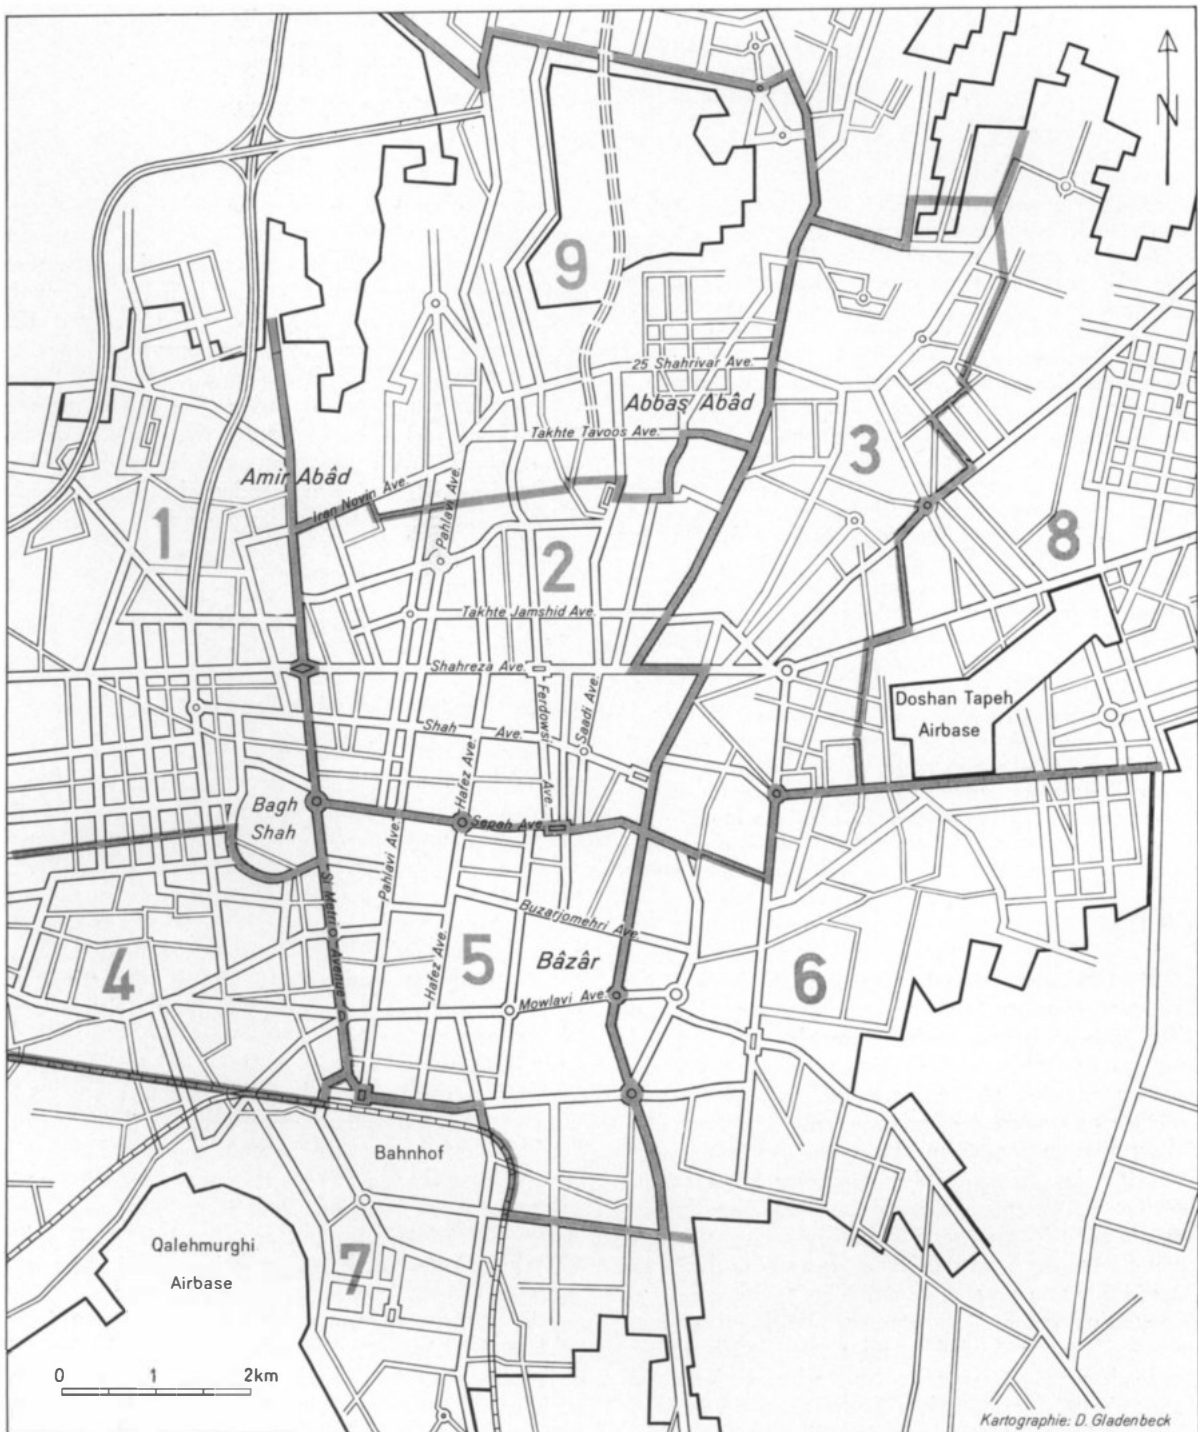 N
9
25 Shahrivar Ave.
Abbas Abâd
Takhte Tavoos Ave.
3
Amir Abâd
Iran Novin Ave.
Pahlavi Ave.
1
2
8
Takhte Jamshid Ave.
Shahreza Ave.
Ferdowsi Ave.
Saadi Ave.
Doshan Tapeh
Airbase
Shah Ave.
Hafez Ave.
Bagh
Shah
Sepah Ave.
Pahlavi Ave.
Si Metri Avenue
Buzarjomehri Ave.
Hafez Ave.
4
5
Bâzâr
6
Mowlavi Ave.
Bahnhof
Qalehmurghi
Airbase
7
0 1 2km
Kartographie: D. Gladenbeck